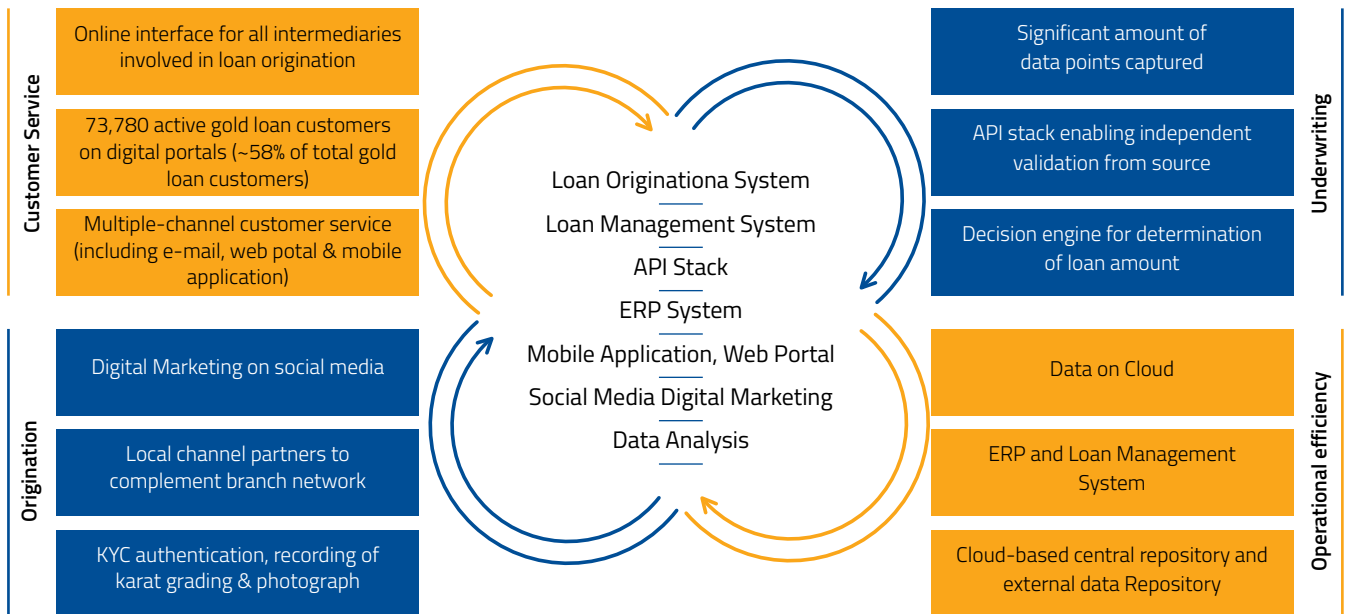 Customer Service
Online interface for all intermediaries
involved in loan origination
73,780 active gold loan customers
on digital portals (~58% of total gold
loan customers)
Multiple-channel customer service
(including e-mail, web potal & mobile
application)
Origination
Digital Marketing on social media
Local channel partners to
complement branch network
KYC authentication, recording of
karat grading & photograph
Loan Originationa System
Loan Management System
API Stack
ERP System
Mobile Application, Web Portal
Social Media Digital Marketing
Data Analysis
Significant amount of
data points captured
API stack enabling independent
validation from source
Decision engine for determination
of loan amount
Underwriting
Data on Cloud
ERP and Loan Management
System
Cloud-based central repository and
external data Repository
Operational efficiency